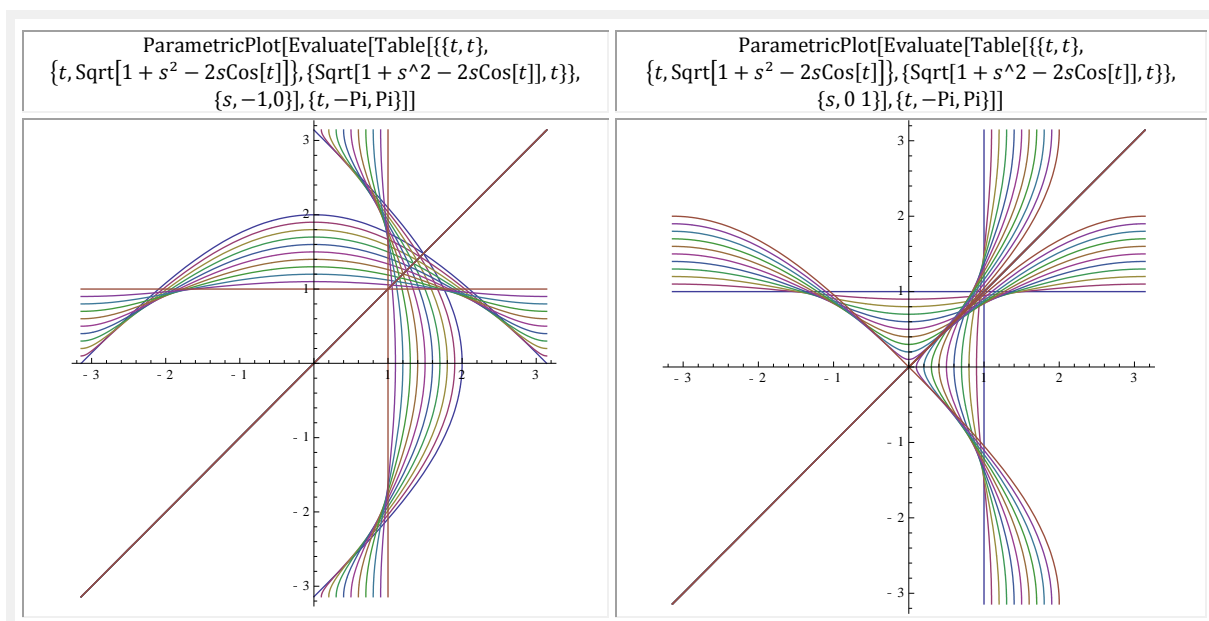 ParametricPlot[Evaluate[Table[{{t, t},
{t, Sqrt[1 + s² − 2sCos[t]]}, {Sqrt[1 + s^2 − 2sCos[t]], t}},
{s, −1,0}], {t, −Pi, Pi}]]
ParametricPlot[Evaluate[Table[{{t, t},
{t, Sqrt[1 + s² − 2sCos[t]]}, {Sqrt[1 + s^2 − 2sCos[t]], t}},
{s, 0 1}], {t, −Pi, Pi}]]
3
2
1
- 3 - 2 - 1 1 2 3
- 1
- 2
- 3
3
2
1
- 3 - 2 - 1 1 2 3
- 1
- 2
- 3